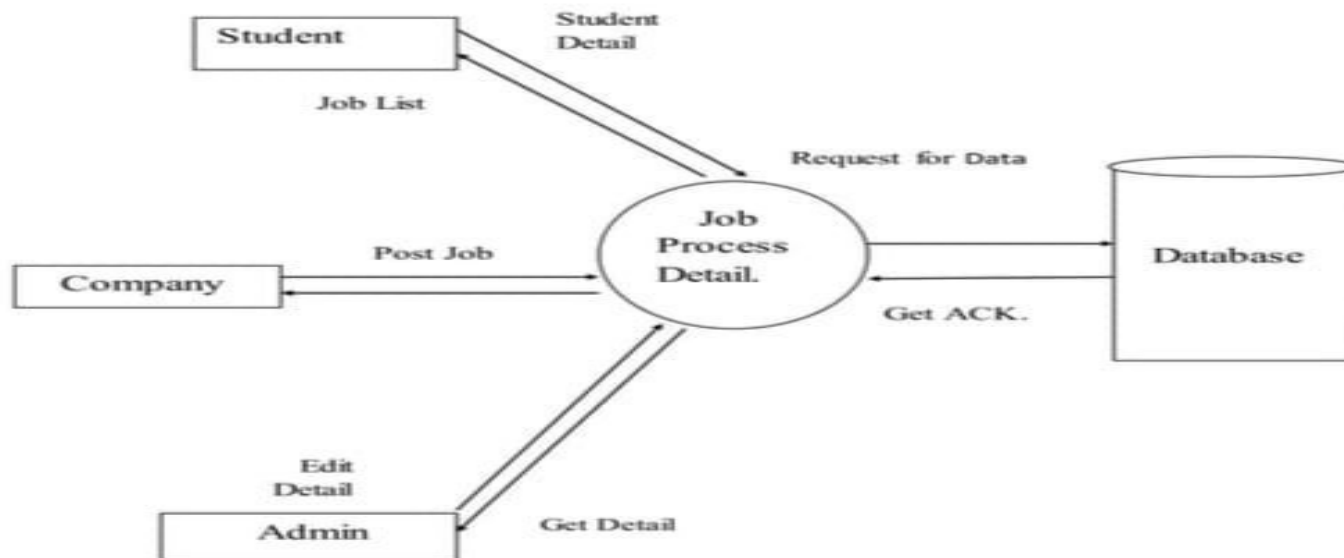 Student
Student
Detail
Job List
Request for Data
Job
Process
Detail.
Post Job
Company
Database
Get ACK.
Edit
Detail
Admin
Get Detail